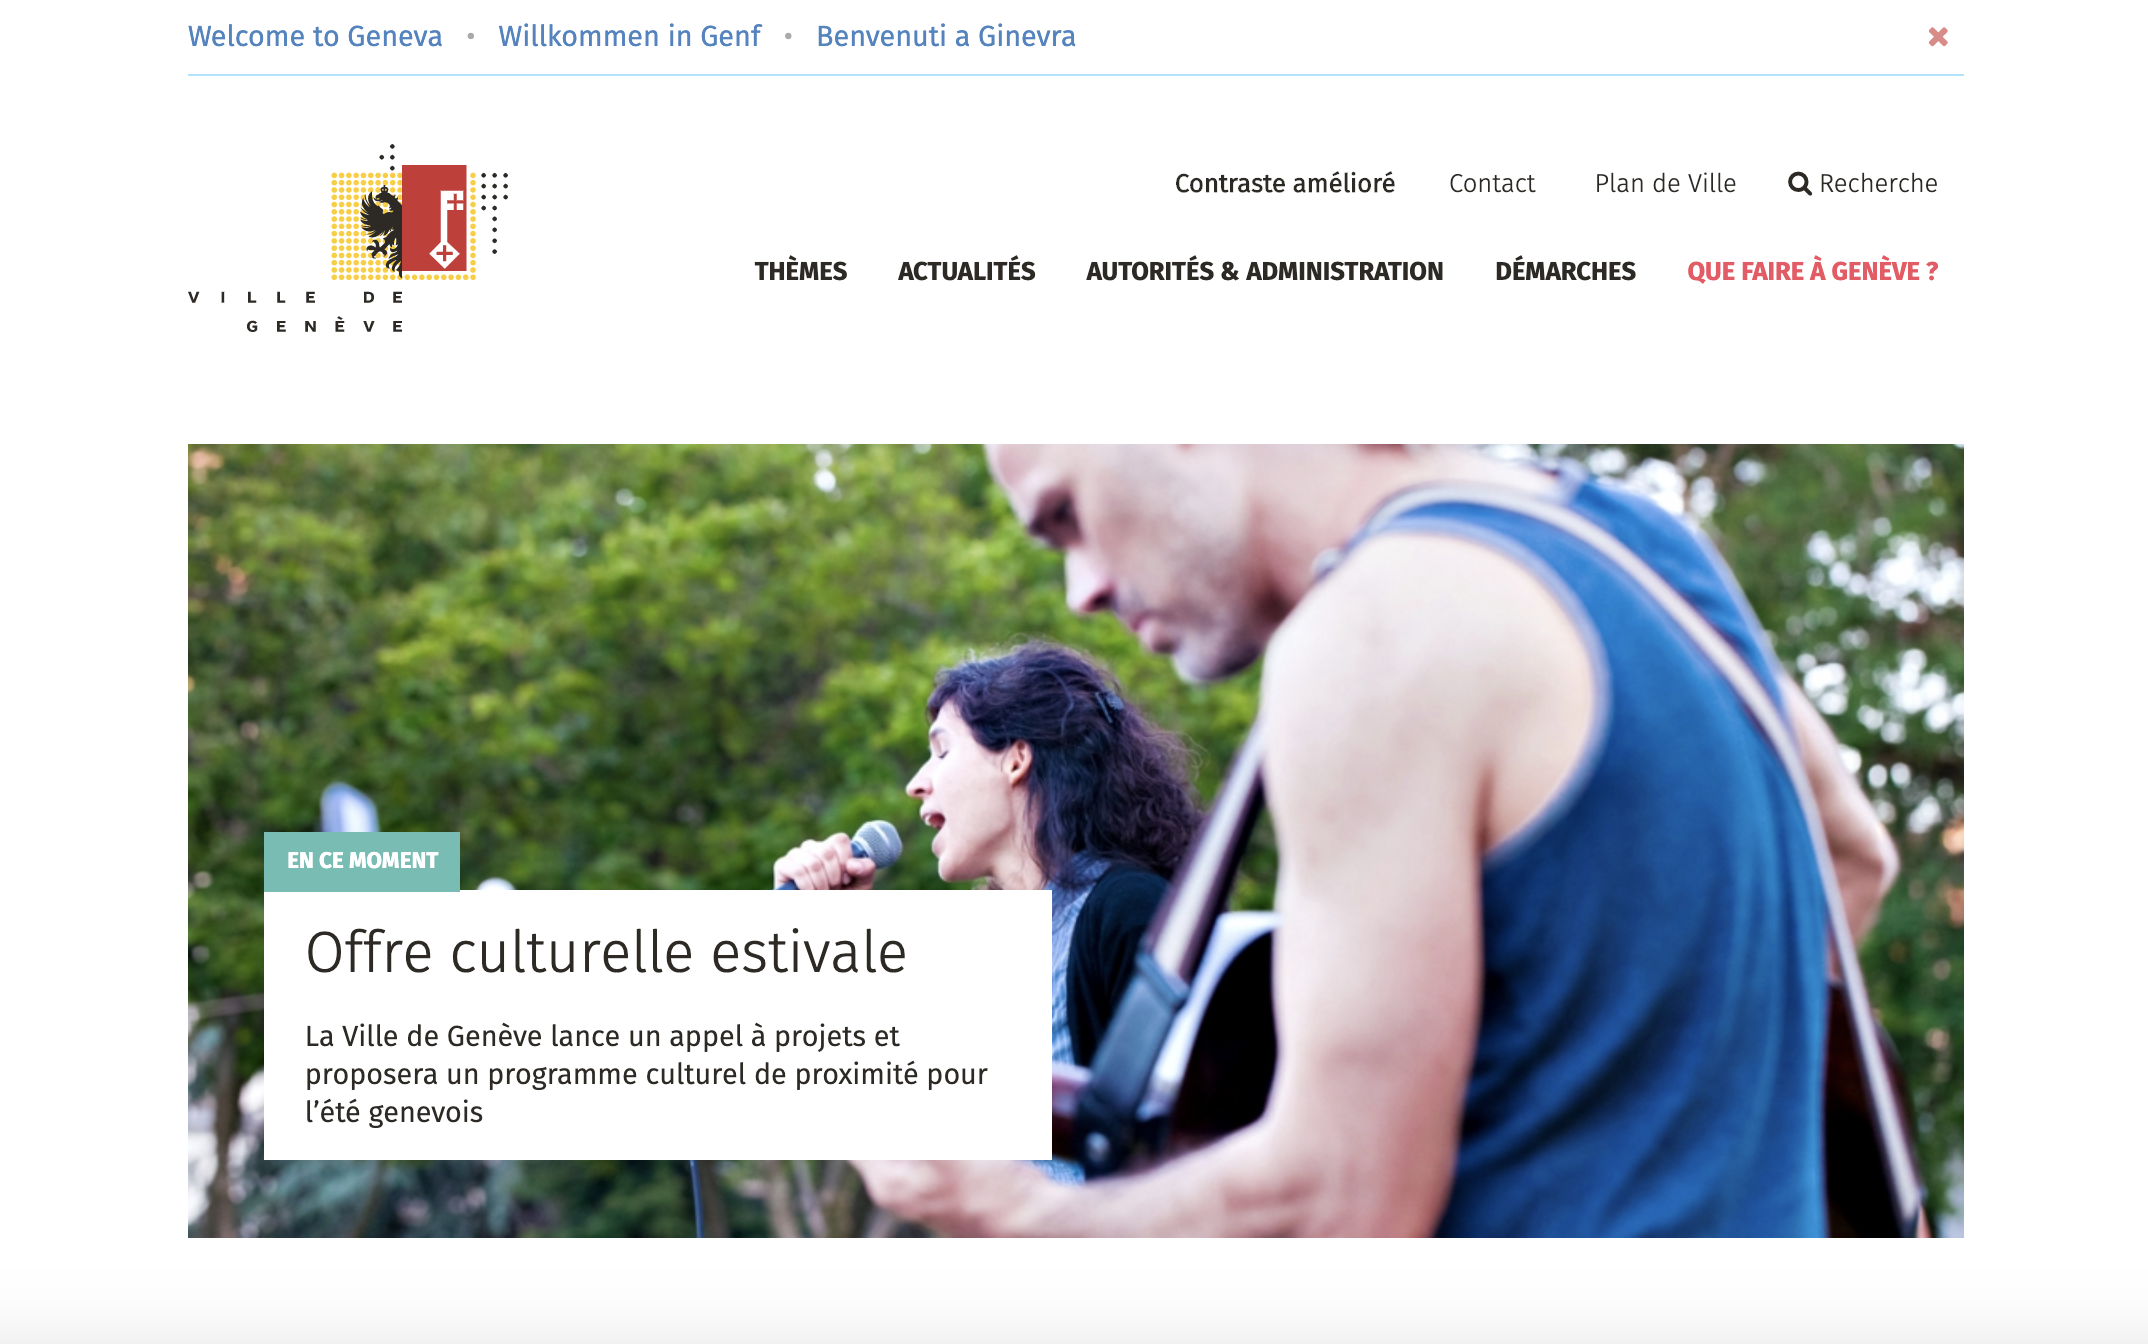 Welcome to Geneva • Willkommen in Genf • Benvenuti a Ginevra
Contraste amélioré Contact Plan de Ville Recherche
THÈMES ACTUALITÉS AUTORITÉS & ADMINISTRATION DÉMARCHES QUE FAIRE À GENÈVE ?
VILLE DE
GENÈVE
EN CE MOMENT
Offre culturelle estivale
La Ville de Genève lance un appel à projets et
proposera un programme culturel de proximité pour
l’été genevois